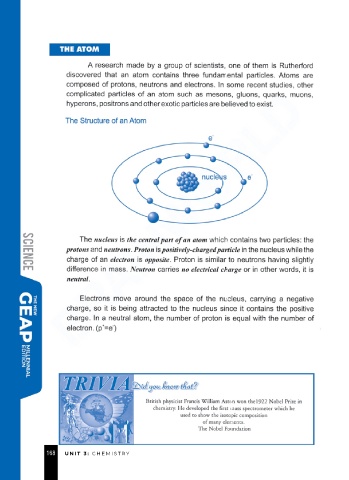 THE ATOM
A research made by a group of scientists, one of them is Rutherford
discovered that an atom contains three fundamental particles. Atoms are
composed of protons, neutrons and electrons. In some recent studies, other
complicated particles of an atom such as mesons, gluons, quarks, muons,
hyperons, positrons and other exotic particles are believed to exist.
The Structure of an Atom
e⁻
nucleus
e⁻
The nucleus is the central part of an atom which contains two particles: the
protons and neutrons. Proton is positively-charged particle in the nucleus while the
charge of an electron is opposite. Proton is similar to neutrons having slightly
difference in mass. Neutron carries no electrical charge or in other words, it is
neutral.
Electrons move around the space of the nucleus, carrying a negative
charge, so it is being attracted to the nucleus since it contains the positive
charge. In a neutral atom, the number of proton is equal with the number of
electron. (p⁺=e⁻)
SCIENCE
THE NEW
GEAP
MILLENNIAL
EDITION
TRIVIA
Did you know that?
British physicist Francis William Aston won the1922 Nobel Prize in
chemistry. He developed the first mass spectrometer which he
used to show the isotopic composition
of many elements.
The Nobel Foundation
168 UNIT 3: CHEMISTRY